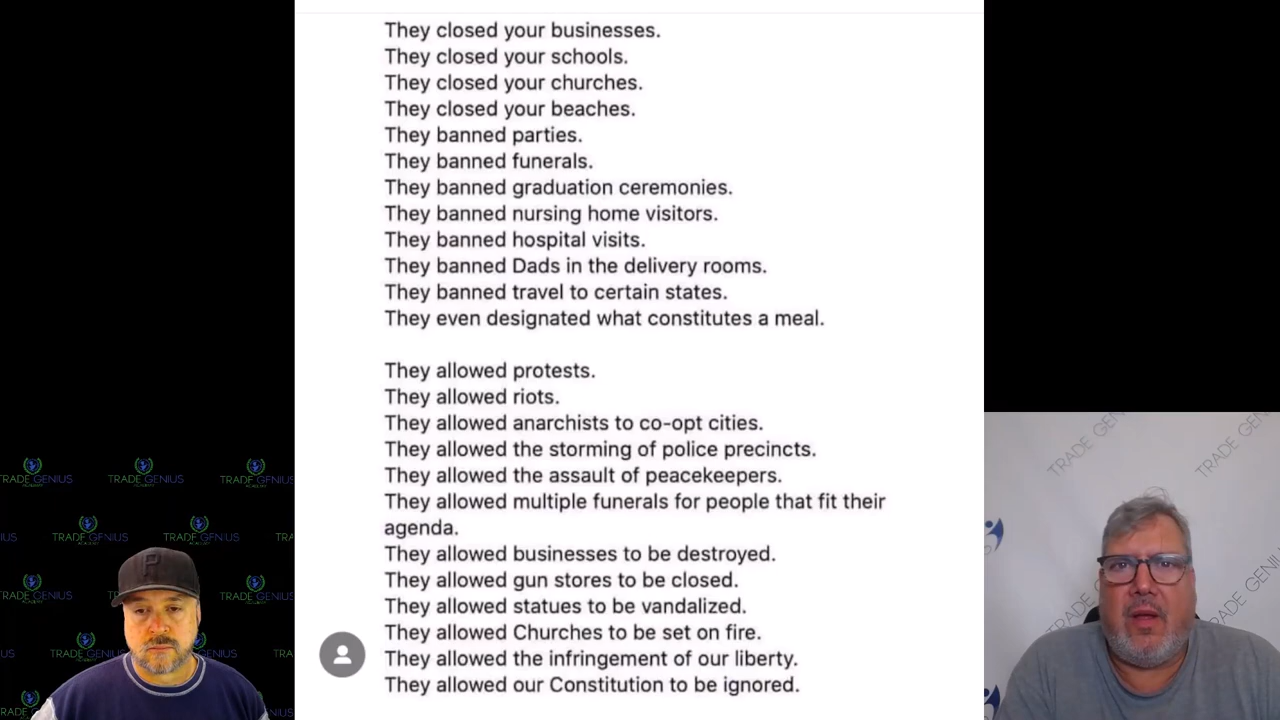 They closed your businesses.
They closed your schools.
They closed your churches.
They closed your beaches.
They banned parties.
They banned funerals.
They banned graduation ceremonies.
They banned nursing home visitors.
They banned hospital visits.
They banned Dads in the delivery rooms.
They banned travel to certain states.
They even designated what constitutes a meal.
They allowed protests.
They allowed riots.
They allowed anarchists to co-opt cities.
They allowed the storming of police precincts.
They allowed the assault of peacekeepers.
They allowed multiple funerals for people that fit their
agenda.
They allowed businesses to be destroyed.
They allowed gun stores to be closed.
They allowed statues to be vandalized.
They allowed Churches to be set on fire.
They allowed the infringement of our liberty.
They allowed our Constitution to be ignored.
TRADE GENIUS
TRADE GENIUS
TRADE GENIUS
TRADE GENIUS
TRADE GENIUS
TRADE GENIUS
TRADE GENIUS
P
TRADE GEN
TRADE GEN
TRADE
TRADE GENIU